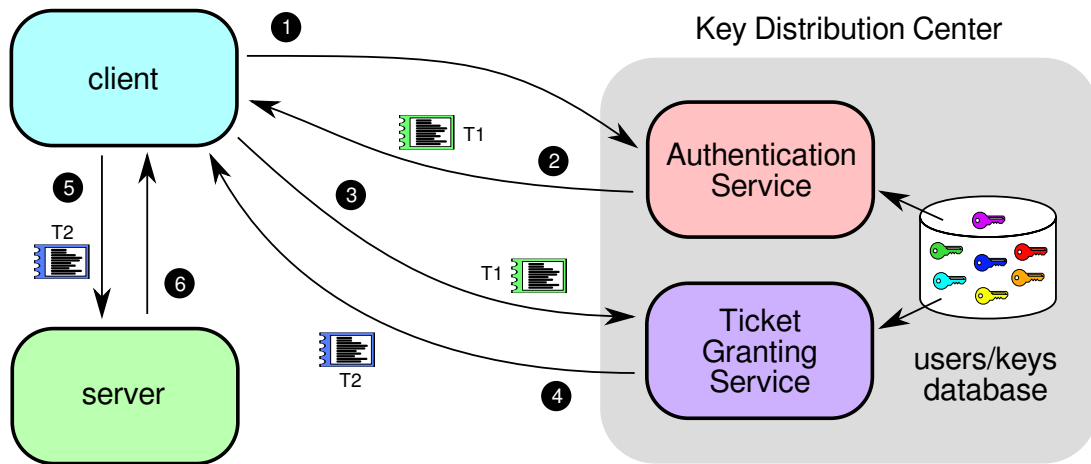 1
Key Distribution Center
client
T1
2
Authentication
Service
3
5
T2
T1
6
Ticket
Granting
Service
T2
4
server
users/keys
database